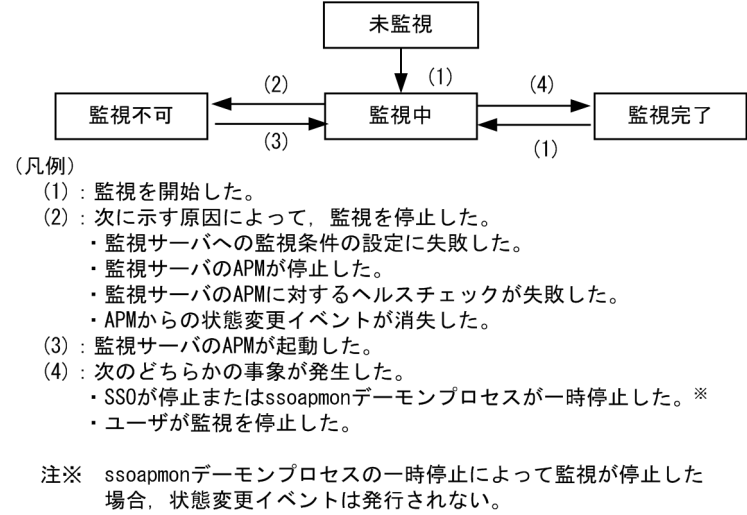 未監視
(1)
(2)
(4)
監視不可
監視中
監視完了
(3)
(1)
(凡例)
(1)：監視を開始した。
(2)：次に示す原因によって，監視を停止した。
・監視サーバへの監視条件の設定に失敗した。
・監視サーバのAPMが停止した。
・監視サーバのAPMに対するヘルスチェックが失敗した。
・APMからの状態変更イベントが消失した。
(3)：監視サーバのAPMが起動した。
(4)：次のどちらかの事象が発生した。
・SSOが停止またはssoapmonデーモンプロセスが一時停止した。※
・ユーザが監視を停止した。
注※　ssoapmonデーモンプロセスの一時停止によって監視が停止した
場合，状態変更イベントは発行されない。